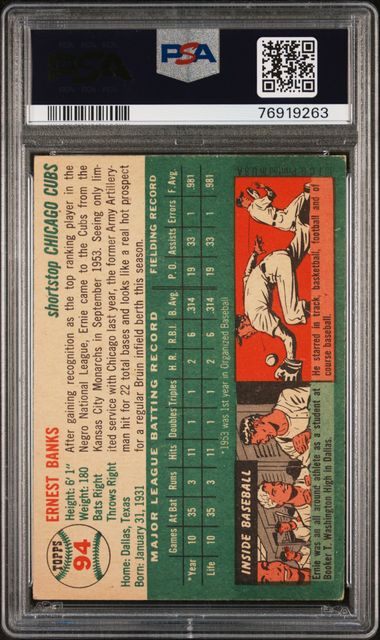 PSA
76919263
TOPPS
94
ERNEST BANKS
shortstop CHICAGO CUBS
Height: 6' 1"
Weight: 180
Bats: Right
Throws Right
Home: Dallas, Texas
Born: January 31, 1931
After gaining recognition as the top ranking player in the
Negro National League, Ernie came to the Cubs from the
Kansas City Monarchs in September 1953. Seeing only lim-
ited service with Chicago last year, the former Army Artillery-
man hit for 22 total bases and looks like a real hot prospect
for a regular Bruin infield berth this season.
MAJOR LEAGUE BATTING RECORD FIELDING RECORD
Games At Bat Runs Hits Doubles Triples H.R. R.B.I. B. Avg. P.O. Assists Errors F. Avg.
*Year 10 35 3 11 1 1 2 6 .314 19 33 1 .981
Life 10 35 3 11 1 1 2 6 .314 19 33 1 .981
*1953 was 1st year in Organized Baseball
INSIDE BASEBALL
Ernie was an all around athlete as a student at
Booker T. Washington High in Dallas.
He starred in track, basketball, football and of
course baseball.